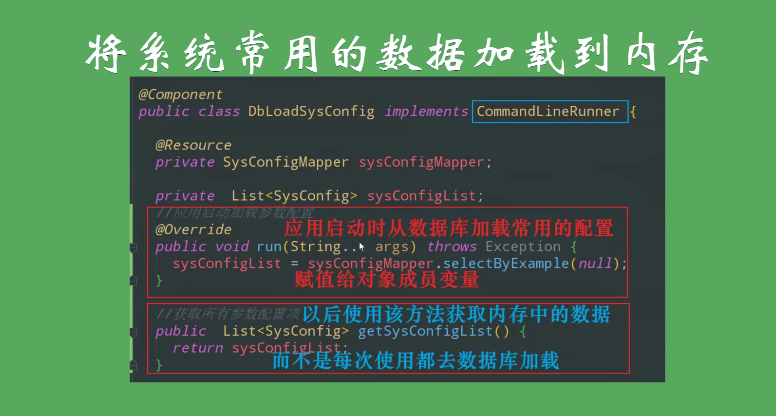 将系统常用的数据加载到内存
@Component
public class DbLoadSysConfig implements CommandLineRunner {
@Resource
private SysConfigMapper sysConfigMapper;
private List<SysConfig> sysConfigList;
//应用启动加载参数配置
@Override
应用启动时从数据库加载常用的配置
public void run(String... args) throws Exception {
sysConfigList = sysConfigMapper.selectByExample(null);
}
赋值给对象成员变量
//获取所有参数配置项
以后使用该方法获取内存中的数据
public List<SysConfig> getSysConfigList() {
return sysConfigList;
}
而不是每次使用都去数据库加载